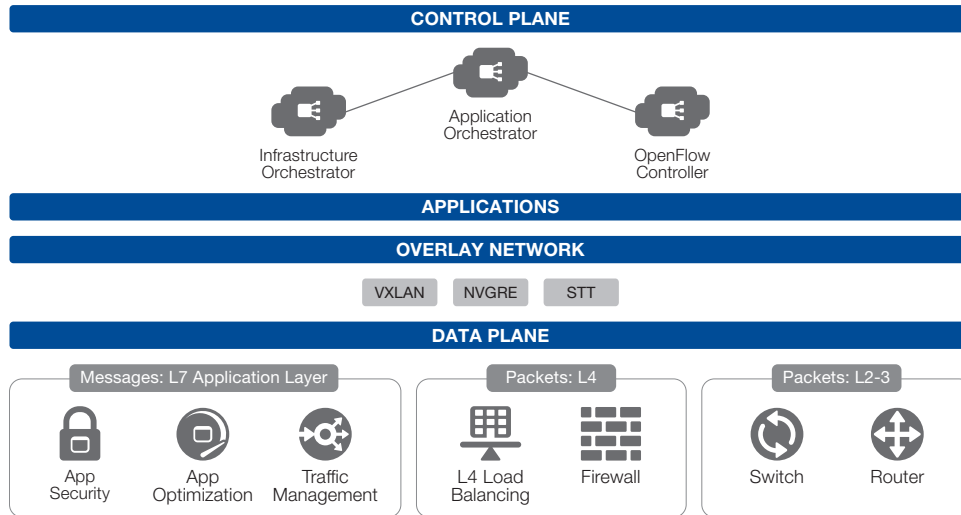 CONTROL PLANE
Application
Orchestrator
Infrastructure
Orchestrator
OpenFlow
Controller
APPLICATIONS
OVERLAY NETWORK
VXLAN
NVGRE
STT
DATA PLANE
Messages: L7 Application Layer
App
Security
App
Optimization
Traffic
Management
Packets: L4
L4 Load
Balancing
Firewall
Packets: L2-3
Switch
Router